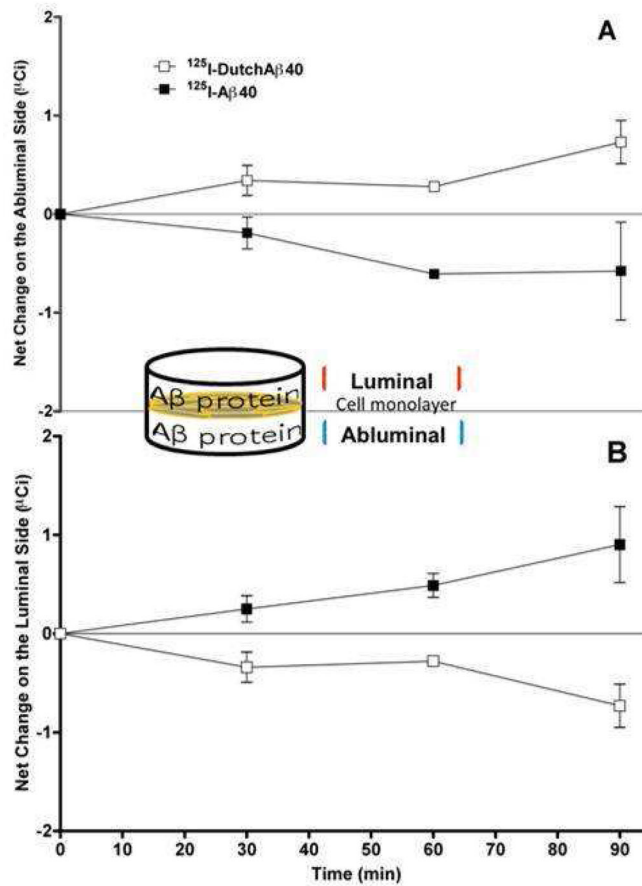 A
Net Change on the Abluminal Side (µCi)
¹²⁵I-DutchAβ40
¹²⁵I-Aβ40
2
1
0
-1
-2
Aβ protein
Aβ protein
Luminal
Cell monolayer
Abluminal
B
Net Change on the Luminal Side (µCi)
2
1
0
-1
-2
0 10 20 30 40 50 60 70 80 90
Time (min)